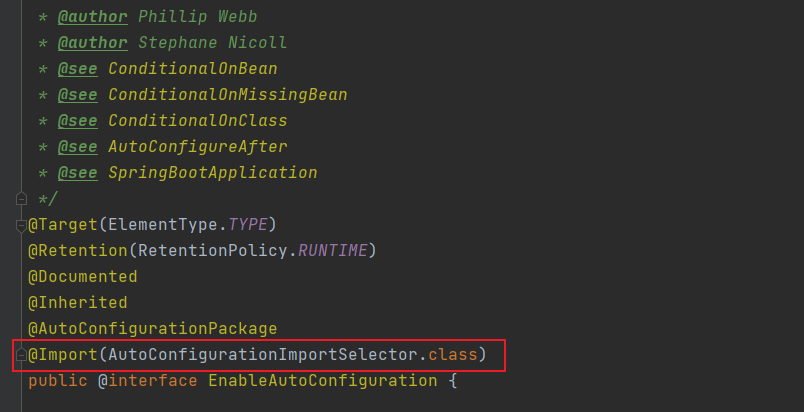 * @author Phillip Webb
* @author Stephane Nicoll
* @see ConditionalOnBean
* @see ConditionalOnMissingBean
* @see ConditionalOnClass
* @see AutoConfigureAfter
* @see SpringBootApplication
*/
@Target(ElementType.TYPE)
@Retention(RetentionPolicy.RUNTIME)
@Documented
@Inherited
@AutoConfigurationPackage
@Import(AutoConfigurationImportSelector.class)
public @interface EnableAutoConfiguration {